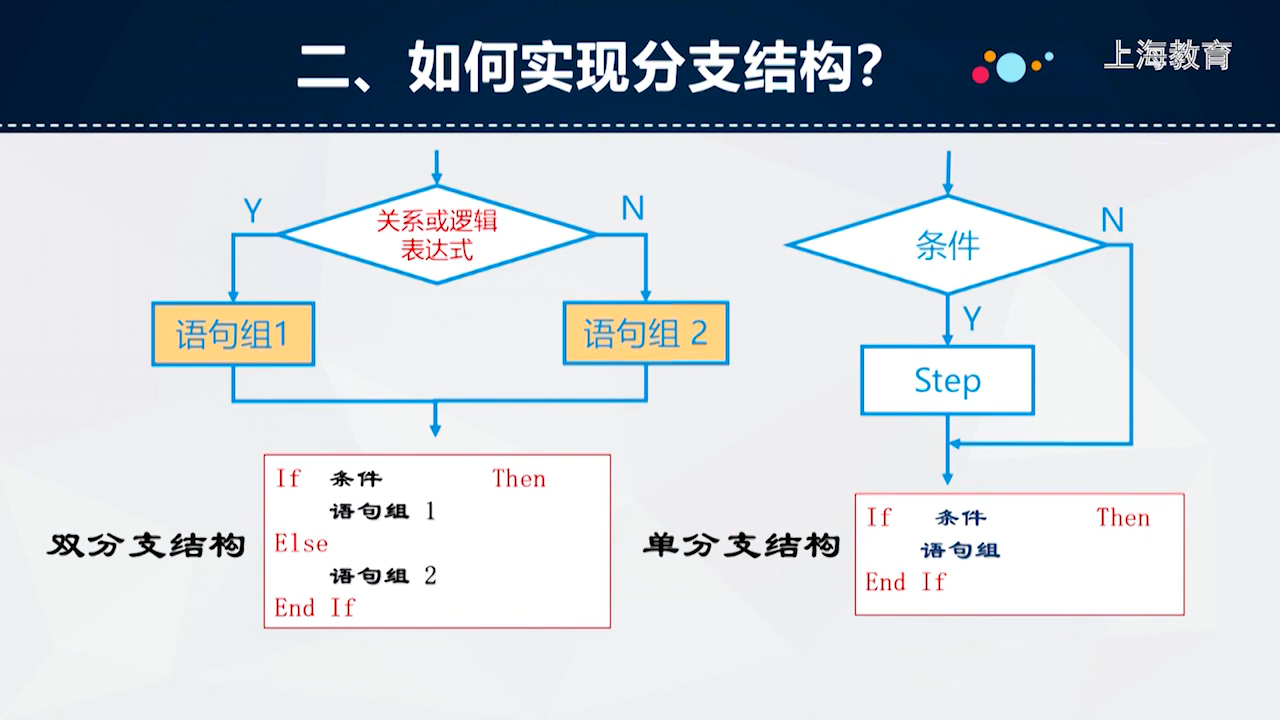 二、如何实现分支结构？
上海教育
Y
关系或逻辑
表达式
N
语句组1
语句组 2
条件
N
Y
Step
双分支结构
If 条件 Then
语句组 1
Else
语句组 2
End If
单分支结构
If 条件 Then
语句组
End If